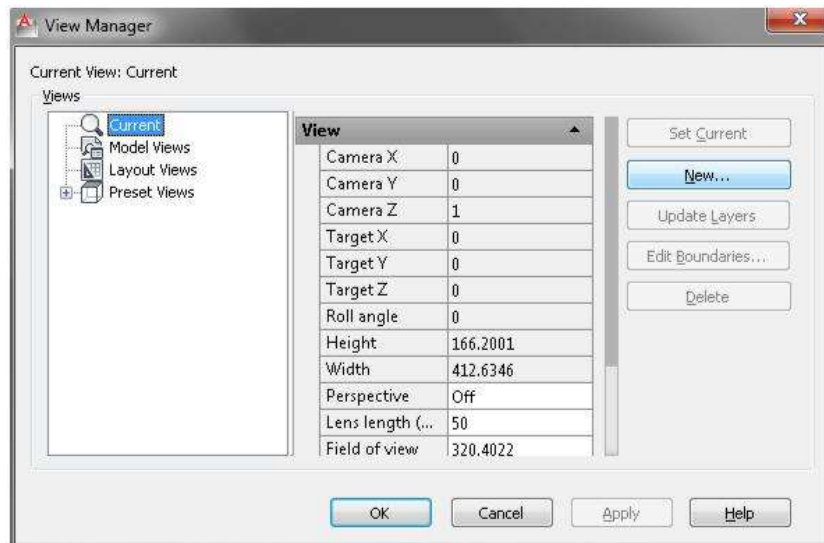 View Manager
Current View: Current
Views
Current
Model Views
Layout Views
Preset Views
View
Camera X 0
Camera Y 0
Camera Z 1
Target X 0
Target Y 0
Target Z 0
Roll angle 0
Height 166.2001
Width 412.6346
Perspective Off
Lens length (... 50
Field of view 320.4022
Set Current
New...
Update Layers
Edit Boundaries...
Delete
OK
Cancel
Apply
Help